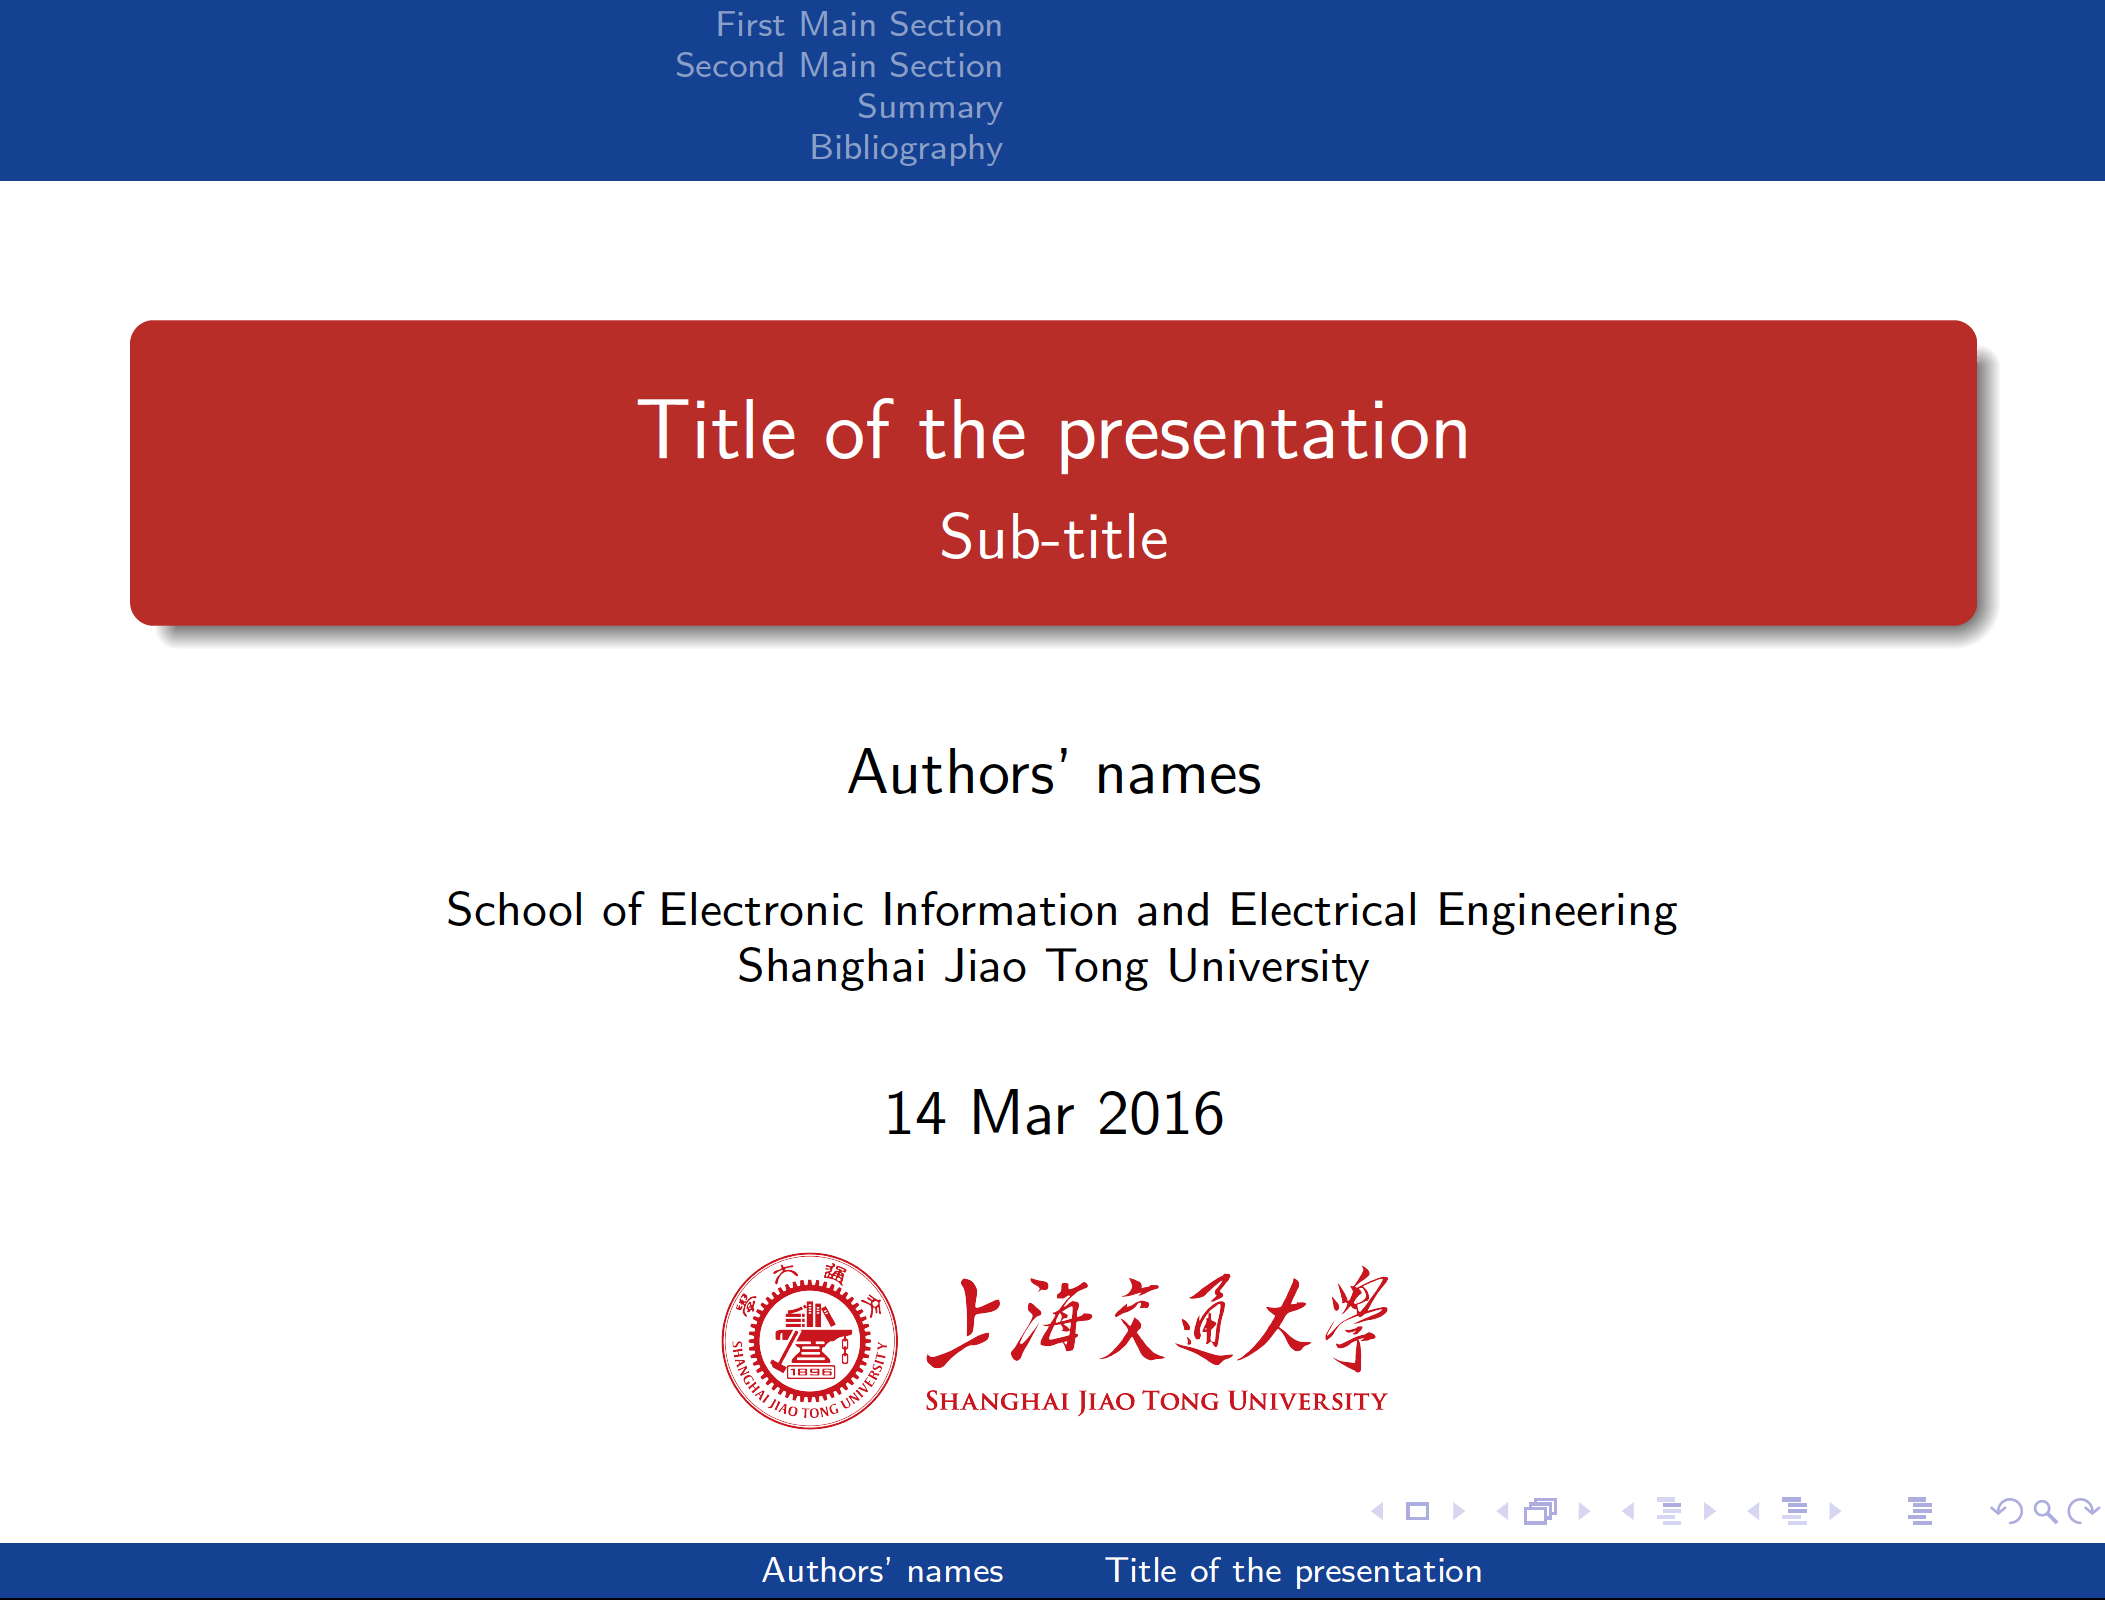 First Main Section
Second Main Section
Summary
Bibliography
Title of the presentation
Sub-title
Authors' names
School of Electronic Information and Electrical Engineering
Shanghai Jiao Tong University
14 Mar 2016
1896
SHANGHAI JIAO TONG UNIVERSITY
上海交通大學
SHANGHAI JIAO TONG UNIVERSITY
Authors' names Title of the presentation